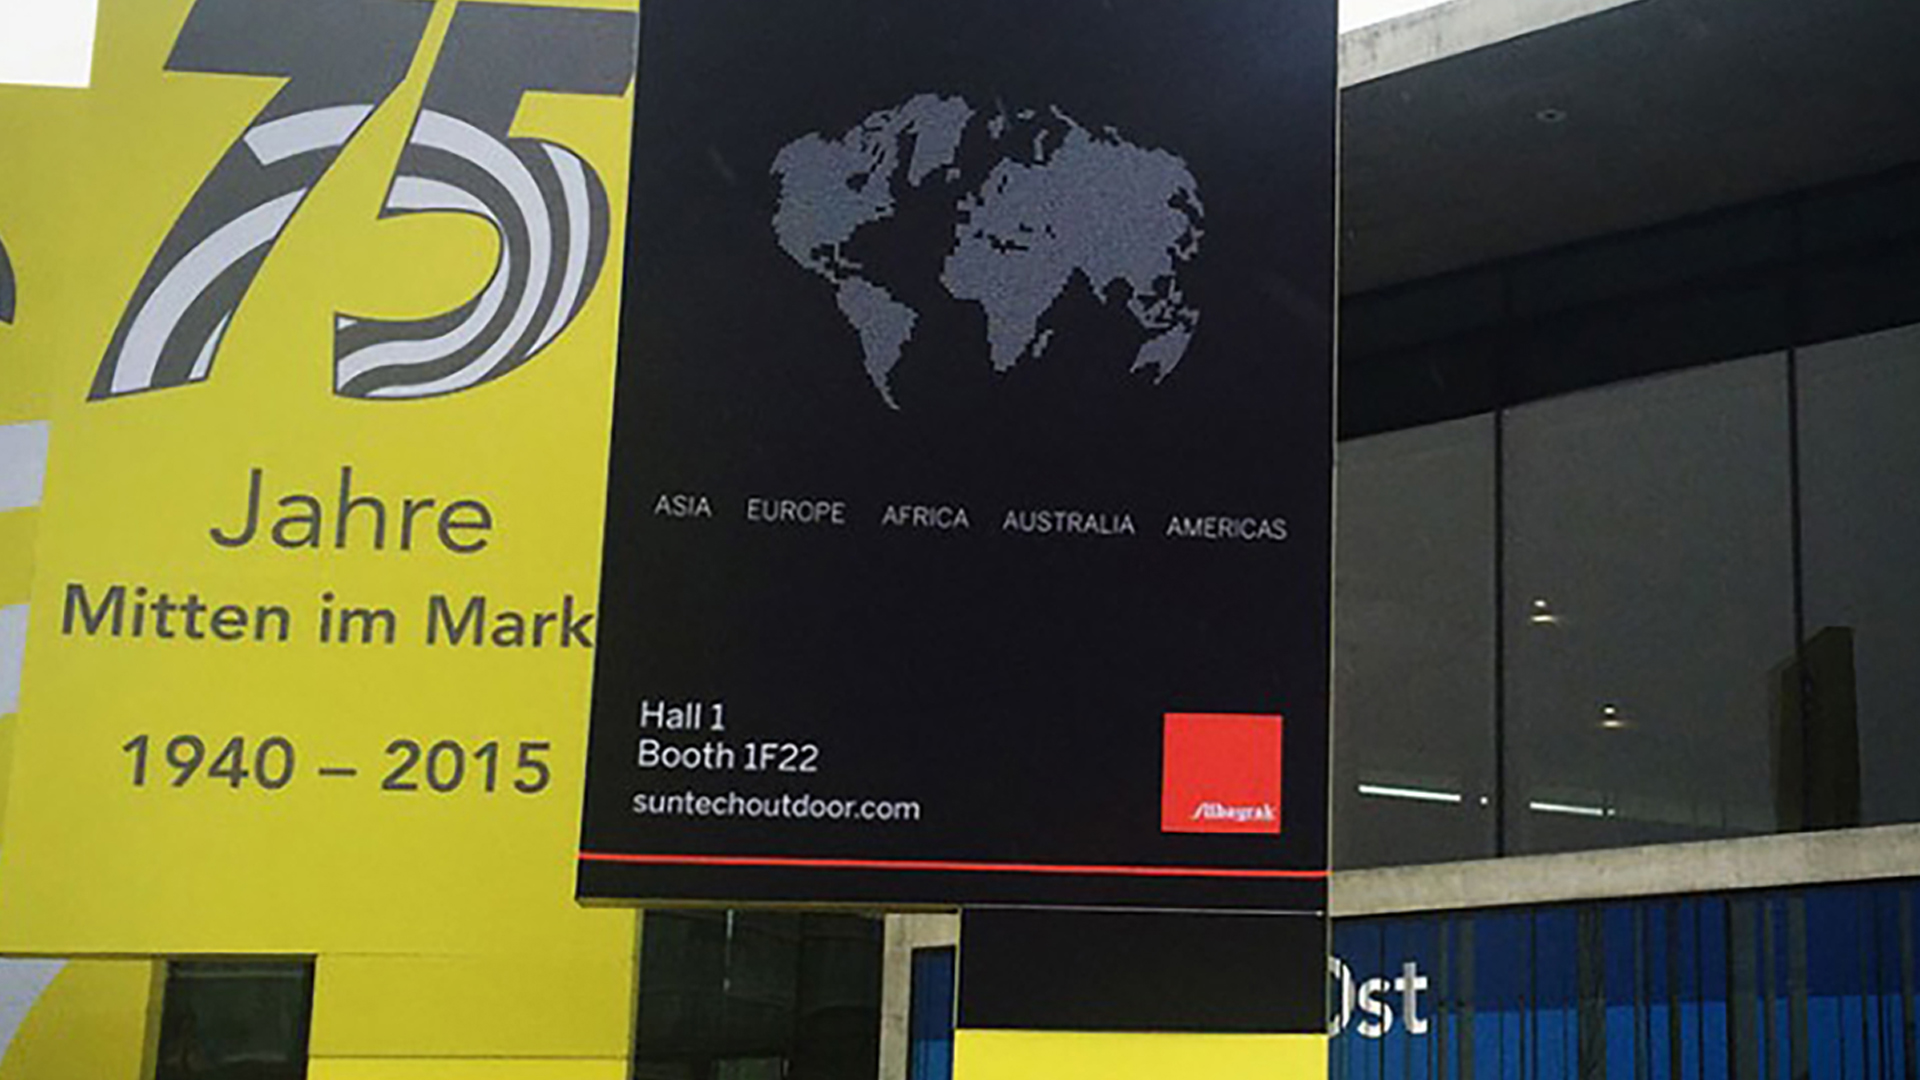 75
Jahre
Mitten im Mark
1940 – 2015
ASIA EUROPE AFRICA AUSTRALIA AMERICAS
Hall 1
Booth 1F22
suntechoutdoor.com
Ost